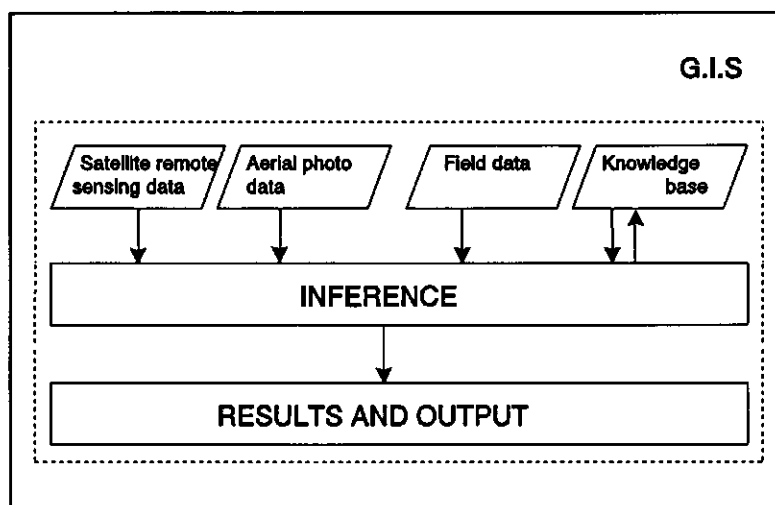 G.I.S
Satellite remote
sensing data
Aerial photo
data
Field data
Knowledge
base
INFERENCE
RESULTS AND OUTPUT